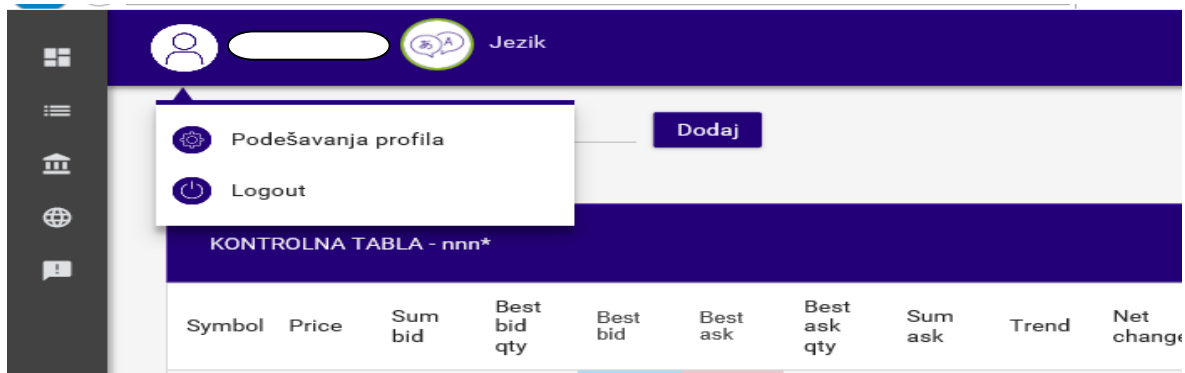 Jezik
Podešavanja profila
Dodaj
Logout
KONTROLNA TABLA - nnn*
Symbol Price Sum bid Best bid qty Best bid Best ask Best ask qty Sum ask Trend Net change